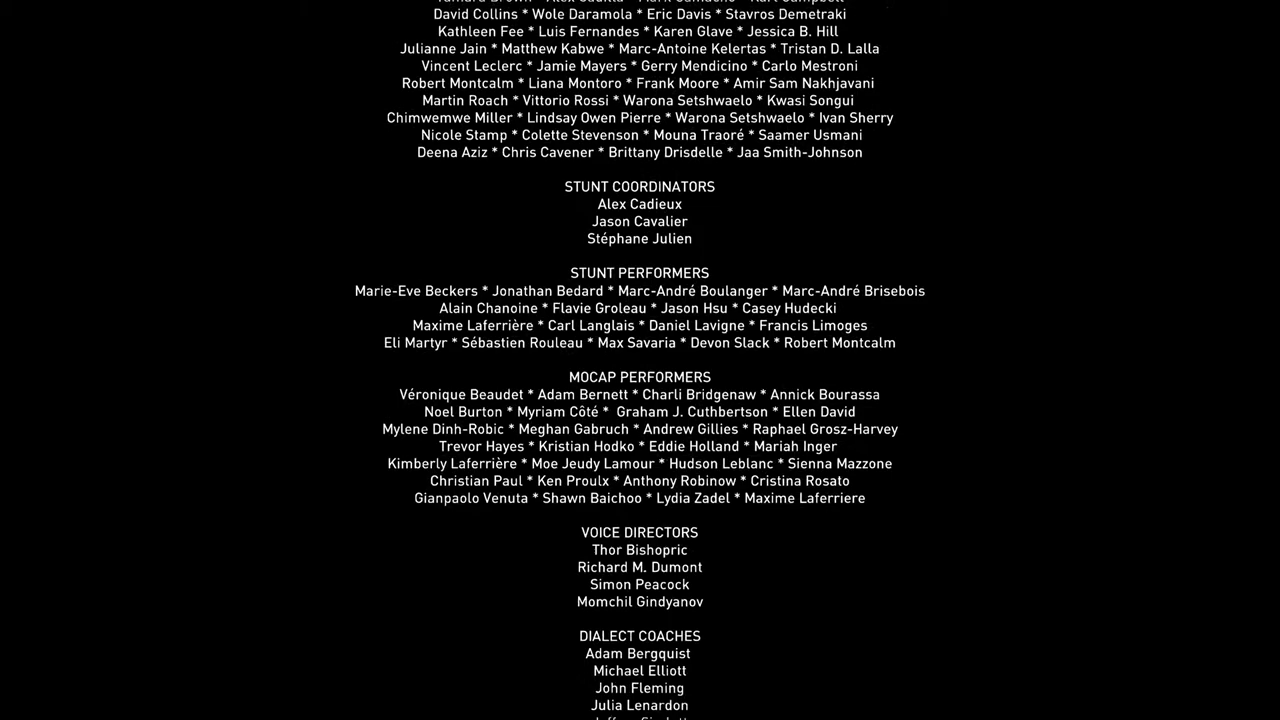 David Collins * Wole Daramola * Eric Davis * Stavros Demetraki
Kathleen Fee * Luis Fernandes * Karen Glave * Jessica B. Hill
Julianne Jain * Matthew Kabwe * Marc-Antoine Kelertas * Tristan D. Lalla
Vincent Leclerc * Jamie Mayers * Gerry Mendicino * Carlo Mestroni
Robert Montcalm * Liana Montoro * Frank Moore * Amir Sam Nakhjavani
Martin Roach * Vittorio Rossi * Warona Setshwaelo * Kwasi Songui
Chimwemwe Miller * Lindsay Owen Pierre * Warona Setshwaelo * Ivan Sherry
Nicole Stamp * Colette Stevenson * Mouna Traoré * Saamer Usmani
Deena Aziz * Chris Cavener * Brittany Drisdelle * Jaa Smith-Johnson
STUNT COORDINATORS
Alex Cadieux
Jason Cavalier
Stéphane Julien
STUNT PERFORMERS
Marie-Eve Beckers * Jonathan Bedard * Marc-André Boulanger * Marc-André Brisebois
Alain Chanoine * Flavie Groleau * Jason Hsu * Casey Hudecki
Maxime Laferrière * Carl Langlais * Daniel Lavigne * Francis Limoges
Eli Martyr * Sébastien Rouleau * Max Savaria * Devon Slack * Robert Montcalm
MOCAP PERFORMERS
Véronique Beaudet * Adam Bernett * Charli Bridgenaw * Annick Bourassa
Noel Burton * Myriam Côté * Graham J. Cuthbertson * Ellen David
Mylene Dinh-Robic * Meghan Gabruch * Andrew Gillies * Raphael Grosz-Harvey
Trevor Hayes * Kristian Hodko * Eddie Holland * Mariah Inger
Kimberly Laferrière * Moe Jeudy Lamour * Hudson Leblanc * Sienna Mazzone
Christian Paul * Ken Proulx * Anthony Robinow * Cristina Rosato
Gianpaolo Venuta * Shawn Baichoo * Lydia Zadel * Maxime Laferriere
VOICE DIRECTORS
Thor Bishopric
Richard M. Dumont
Simon Peacock
Momchil Gindyanov
DIALECT COACHES
Adam Bergquist
Michael Elliott
John Fleming
Julia Lenardon